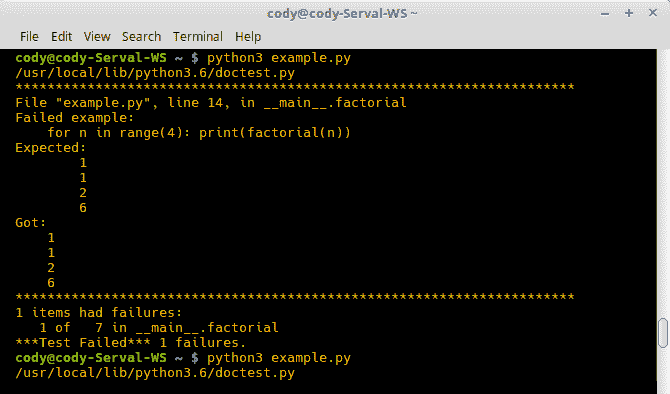 cody@cody-Serval-WS ~
File Edit View Search Terminal Help
cody@cody-Serval-WS ~ $ python3 example.py
/usr/local/lib/python3.6/doctest.py
**********************************************************************
File "example.py", line 14, in __main__.factorial
Failed example:
    for n in range(4): print(factorial(n))
Expected:
        1
        1
        2
        6
Got:
    1
    1
    2
    6
**********************************************************************
1 items had failures:
   1 of   7 in __main__.factorial
***Test Failed*** 1 failures.
cody@cody-Serval-WS ~ $ python3 example.py
/usr/local/lib/python3.6/doctest.py